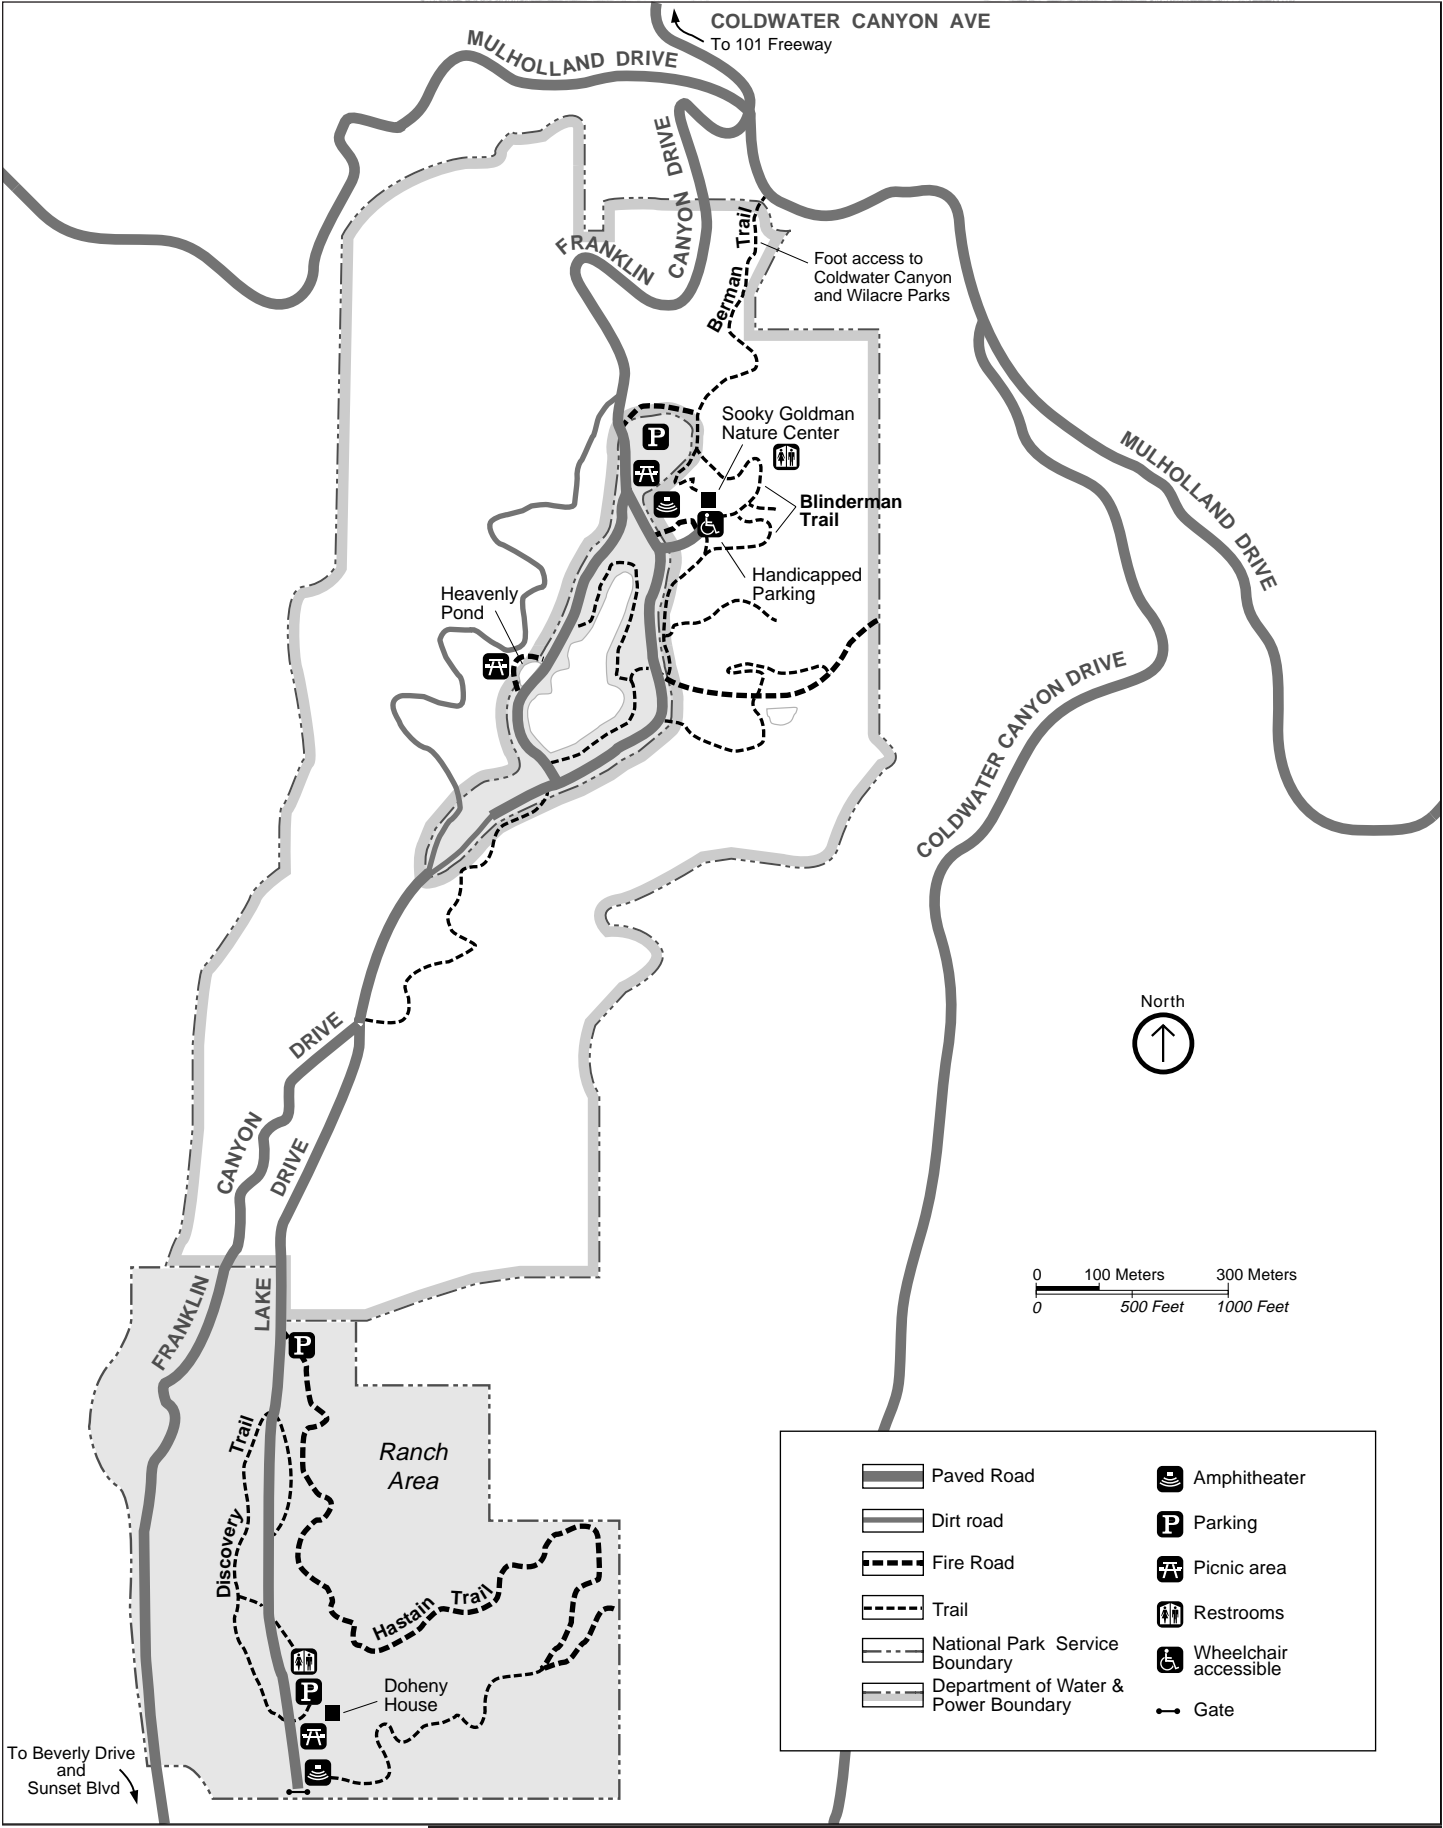 COLDWATER CANYON AVE
To 101 Freeway
MULHOLLAND DRIVE
FRANKLIN
CANYON DRIVE
Berman Trail
Foot access to
Coldwater Canyon
and Wilacre Parks
Sooky Goldman
Nature Center
P
Blinderman
Trail
Handicapped
Parking
Heavenly
Pond
MULHOLLAND DRIVE
COLDWATER CANYON DRIVE
North
FRANKLIN
CANYON
DRIVE
LAKE
DRIVE
0 100 Meters 300 Meters
0 500 Feet 1000 Feet
P
Discovery Trail
Ranch
Area
Hastain Trail
P
Doheny
House
To Beverly Drive
and
Sunset Blvd
Paved Road
Dirt road
Fire Road
Trail
National Park Service
Boundary
Department of Water &
Power Boundary
Amphitheater
P Parking
Picnic area
Restrooms
Wheelchair
accessible
Gate